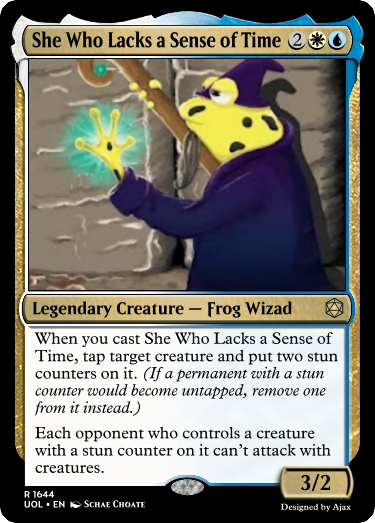 She Who Lacks a Sense of Time 2
Legendary Creature — Frog Wizad
When you cast She Who Lacks a Sense of
Time, tap target creature and put two stun
counters on it. (If a permanent with a stun
counter would become untapped, remove one
from it instead.)
Each opponent who controls a creature
with a stun counter on it can't attack with
creatures.
3/2
R 1644
UOL • EN Schae Choate
Designed by Ajax